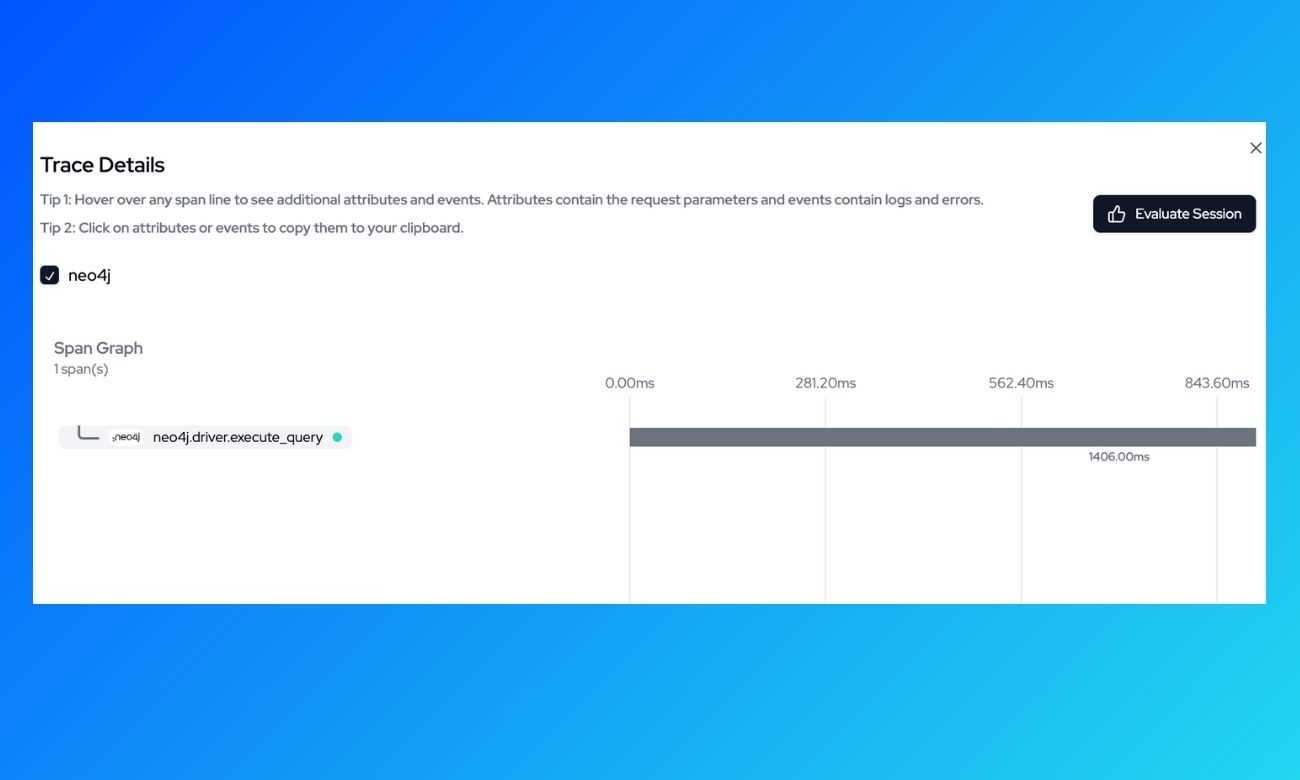 Trace Details
Tip 1: Hover over any span line to see additional attributes and events. Attributes contain the request parameters and events contain logs and errors.
Evaluate Session
Tip 2: Click on attributes or events to copy them to your clipboard.
neo4j
Span Graph
1 span(s)
0.00ms 281.20ms 562.40ms 843.60ms
neo4j neo4j.driver.execute_query
1406.00ms